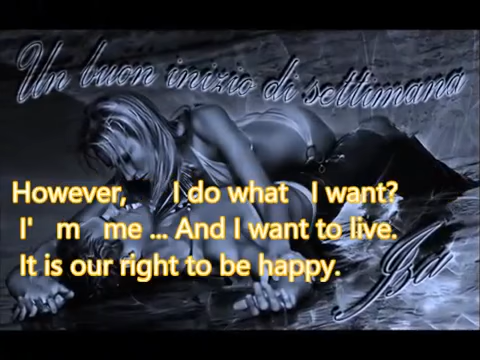 Un buon inizio di settimana
However, I do what I want?
I' m me ... And I want to live.
It is our right to be happy.